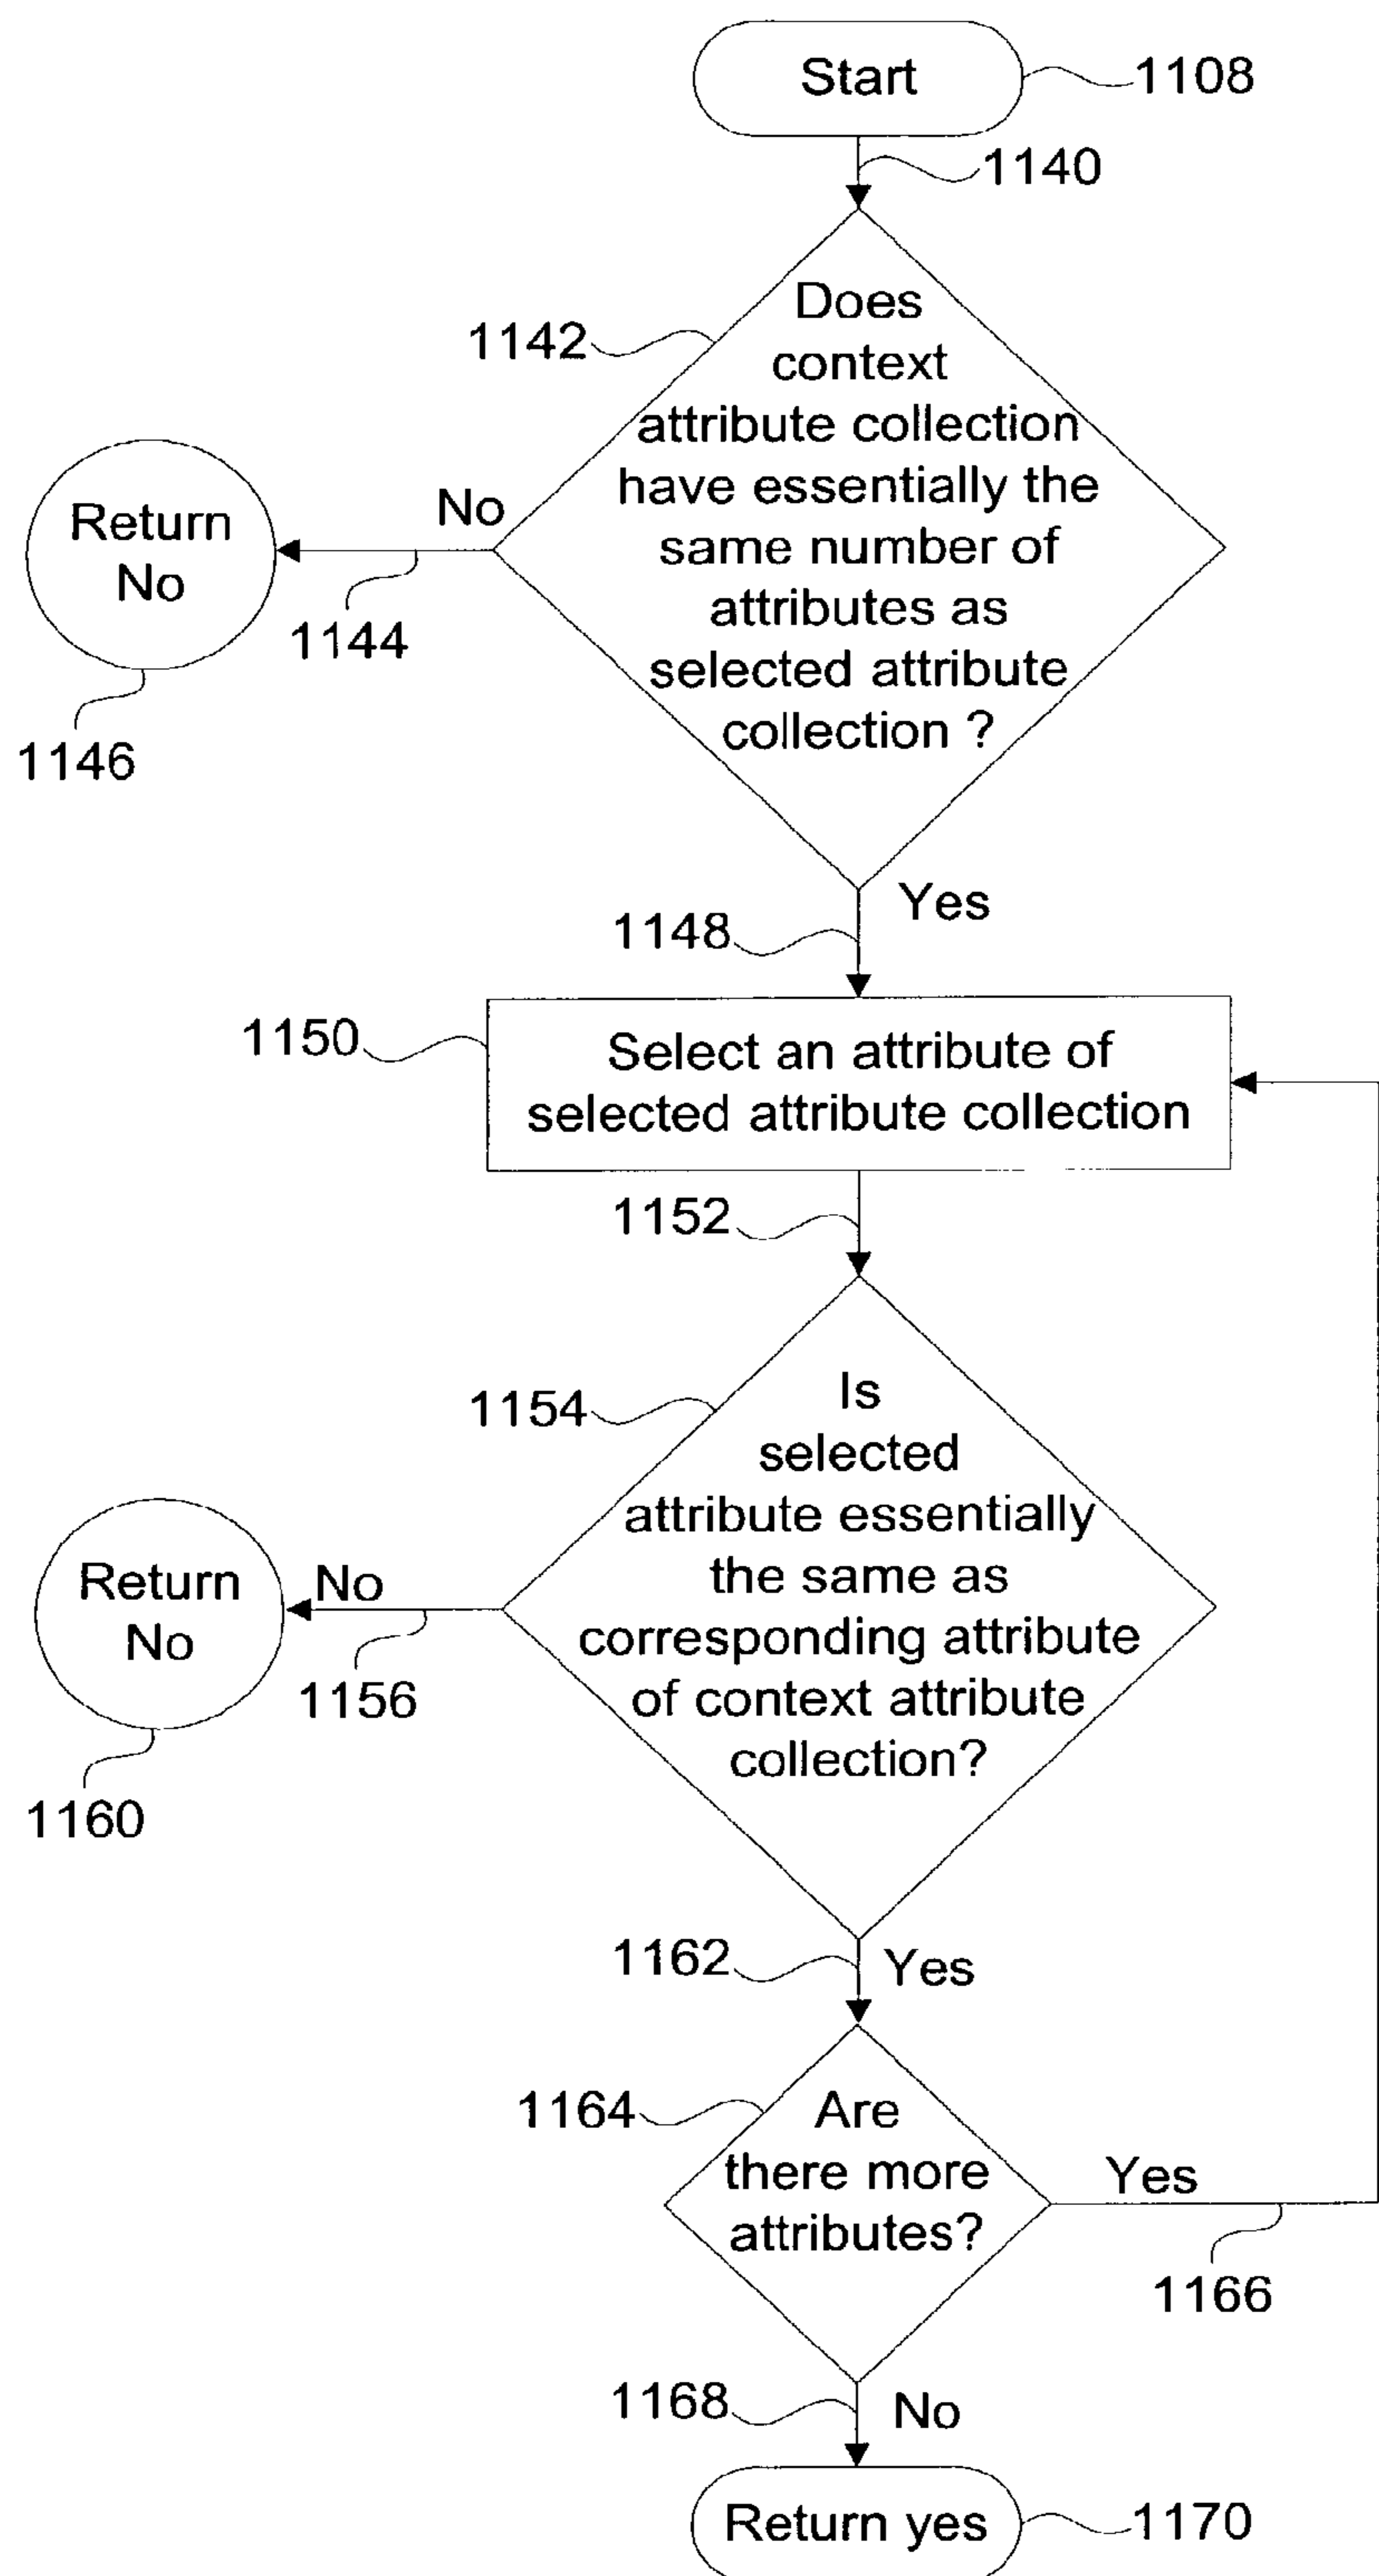 Start
1108
1140
Does
context
attribute collection
have essentially the
same number of
attributes as
selected attribute
collection ?
1142
No
Return
No
1144
1146
Yes
1148
1150
Select an attribute of
selected attribute collection
1152
1154
Is
selected
attribute essentially
the same as
corresponding attribute
of context attribute
collection?
No
Return
No
1156
1160
1162
Yes
1164
Are
there more
attributes?
Yes
1166
1168
No
Return yes
1170